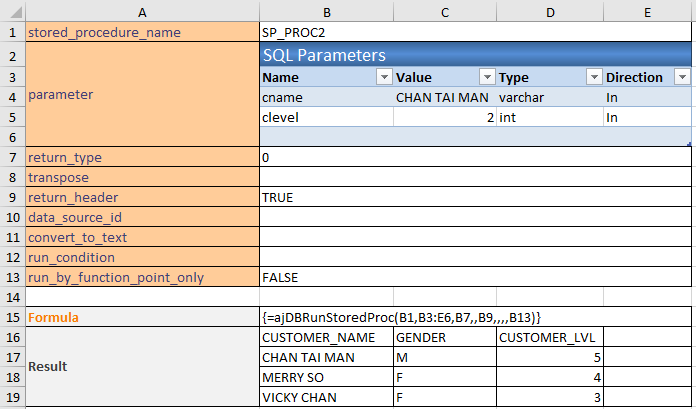 A B C D E
1 stored_procedure_name SP_PROC2
2 SQL Parameters
3 Name Value Type Direction
parameter
4 cname CHAN TAI MAN varchar In
5 clevel 2 int In
6
7 return_type 0
8 transpose
9 return_header TRUE
10 data_source_id
11 convert_to_text
12 run_condition
13 run_by_function_point_only FALSE
14
15 Formula {=ajDBRunStoredProc(B1,B3:E6,B7,,B9,,,,B13)}
16 CUSTOMER_NAME GENDER CUSTOMER_LVL
17 CHAN TAI MAN M 5
Result
18 MERRY SO F 4
19 VICKY CHAN F 3